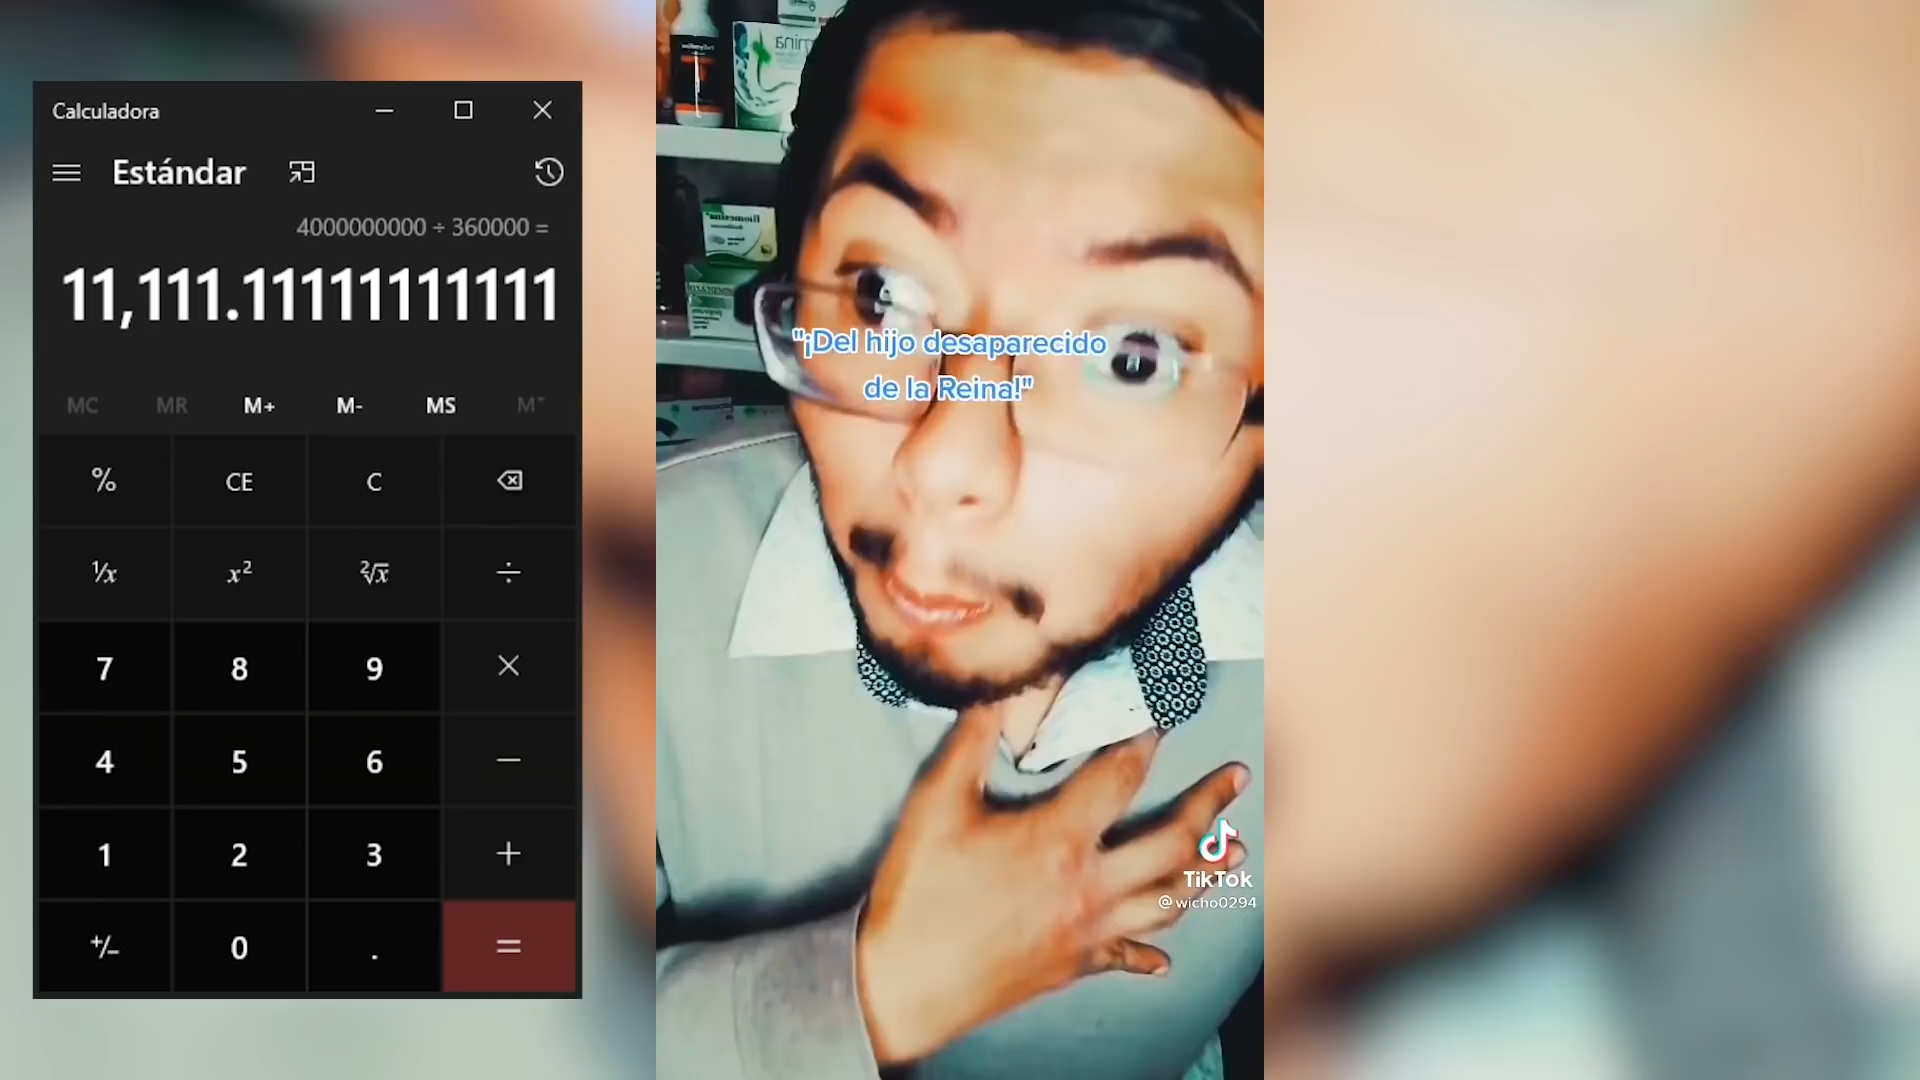 Calculadora
Estándar
4000000000 ÷ 360000 =
11,111.11111111111
MC MR M+ M- MS M˅
% CE C
¹/x x² ²√x ÷
7 8 9 ×
4 5 6 −
1 2 3 +
+/− 0 . =
"¡Del hijo desaparecido
de la Reina!"
TikTok
@wicho0294